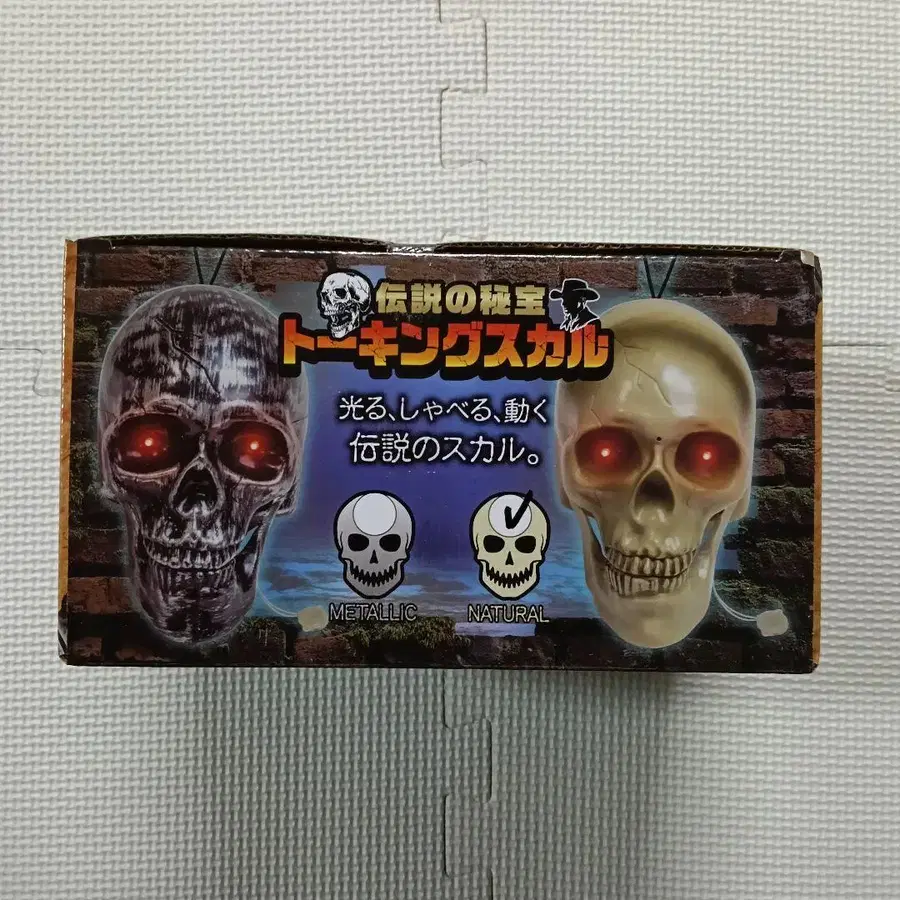 伝説の秘宝
トーキングスカル
光る、しゃべる、動く
伝説のスカル。
METALLIC
NATURAL